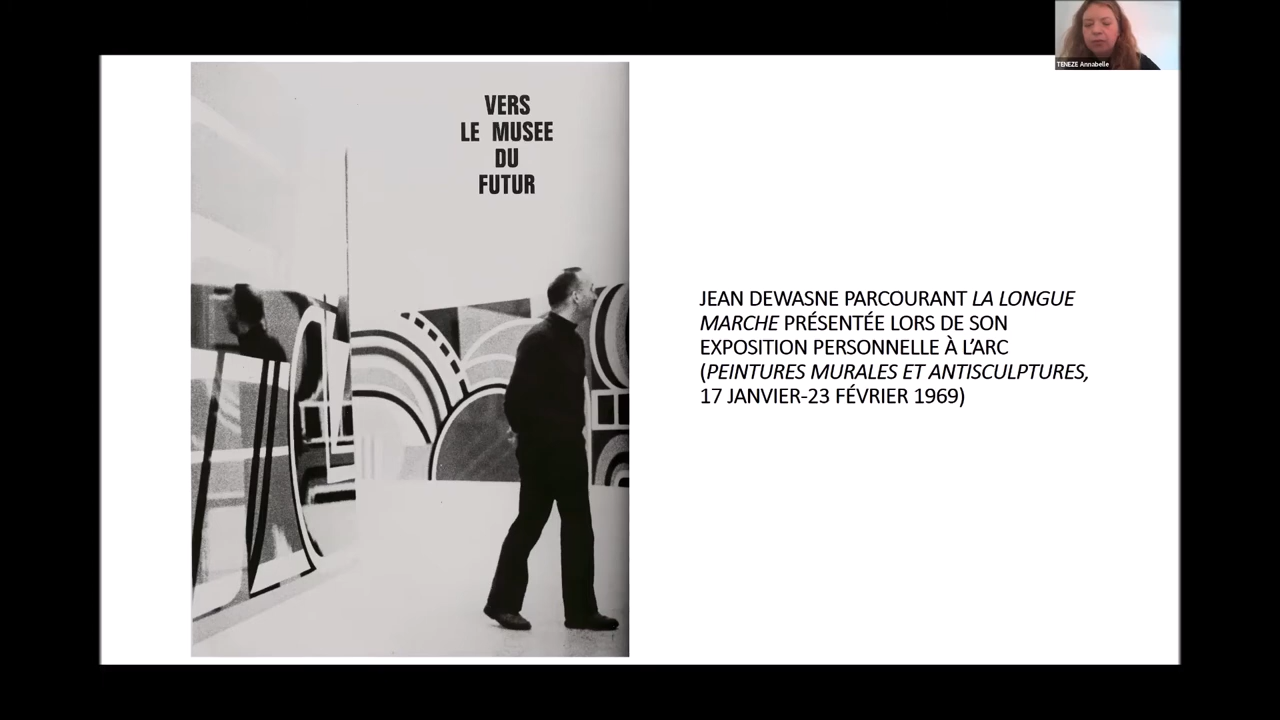 VERS
LE MUSEE
DU
FUTUR
JEAN DEWASNE PARCOURANT LA LONGUE
MARCHE PRÉSENTÉE LORS DE SON
EXPOSITION PERSONNELLE À L’ARC
(PEINTURES MURALES ET ANTISCULPTURES,
17 JANVIER-23 FÉVRIER 1969)
TENEZE Annabelle